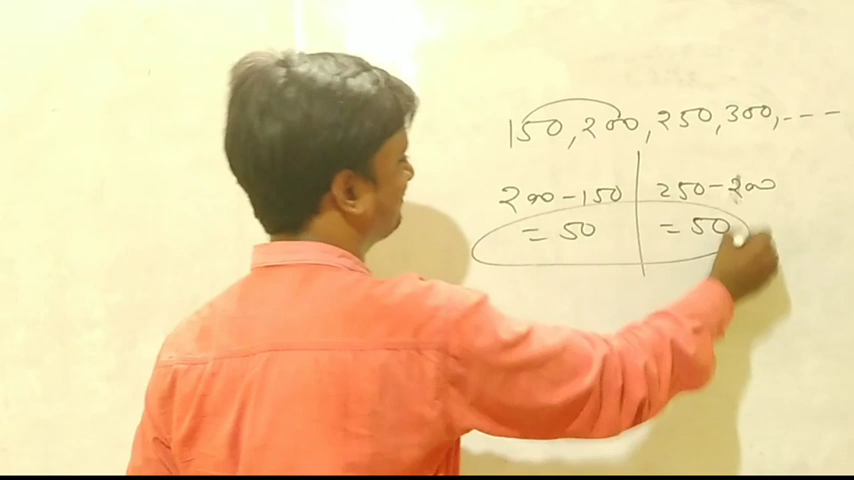 150, 200, 250, 300, ---
200-150 | 250-200
= 50 | = 50